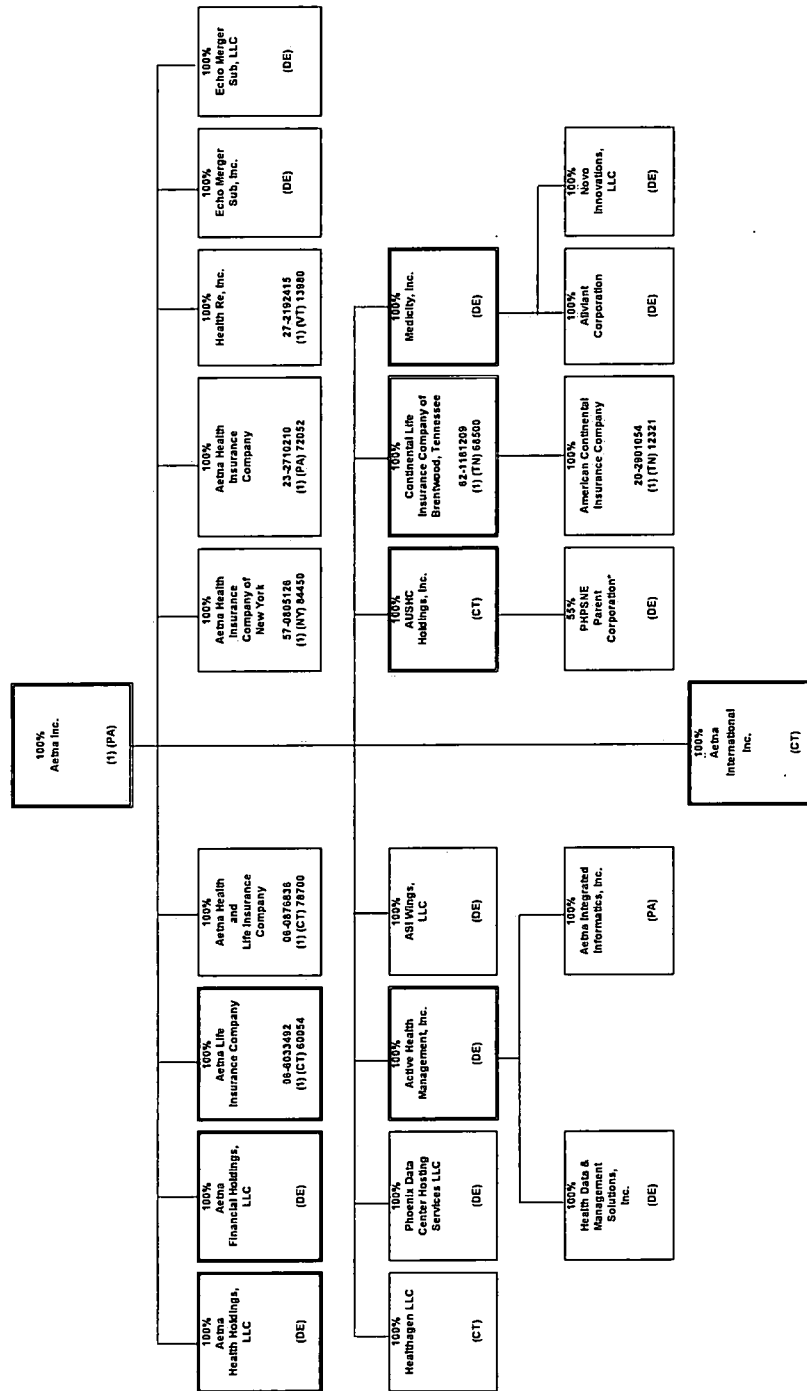 100%
Aetna Inc.
(1) (PA)
100%
Aetna
Health Holdings,
LLC
(DE)
100%
Aetna
Financial Holdings,
LLC
(DE)
100%
Aetna Life
Insurance Company
06-6033492
(1) (CT) 60054
100%
Aetna Health
and
Life Insurance
Company
06-0876836
(1) (CT) 78700
100%
Aetna Health
Insurance
Company of
New York
57-0805126
(1) (NY) 84450
100%
Aetna Health
Insurance
Company
23-2710210
(1) (PA) 72052
100%
Health Re, Inc.
27-2192415
(1) (VT) 13980
100%
Echo Merger
Sub, Inc.
(DE)
100%
Echo Merger
Sub, LLC
(DE)
100%
Healthagen LLC
(CT)
100%
Phoenix Data
Center Hosting
Services LLC
(DE)
100%
Active Health
Management, Inc.
(DE)
100%
ASI Wings,
LLC
(DE)
100%
AUSHC
Holdings, Inc.
(CT)
100%
Continental Life
Insurance Company of
Brentwood, Tennessee
62-1181209
(1) (TN) 68500
100%
Medicity, Inc.
(DE)
100%
Health Data &
Management
Solutions,
Inc.
(DE)
100%
Aetna Integrated
Informatics, Inc.
(PA)
55%
PHPSNE
Parent
Corporation*
(DE)
100%
American Continental
Insurance Company
20-2901054
(1) (TN) 12321
100%
Allviant
Corporation
(DE)
100%
Novo
Innovations,
LLC
(DE)
100%
Aetna
International
Inc.
(CT)